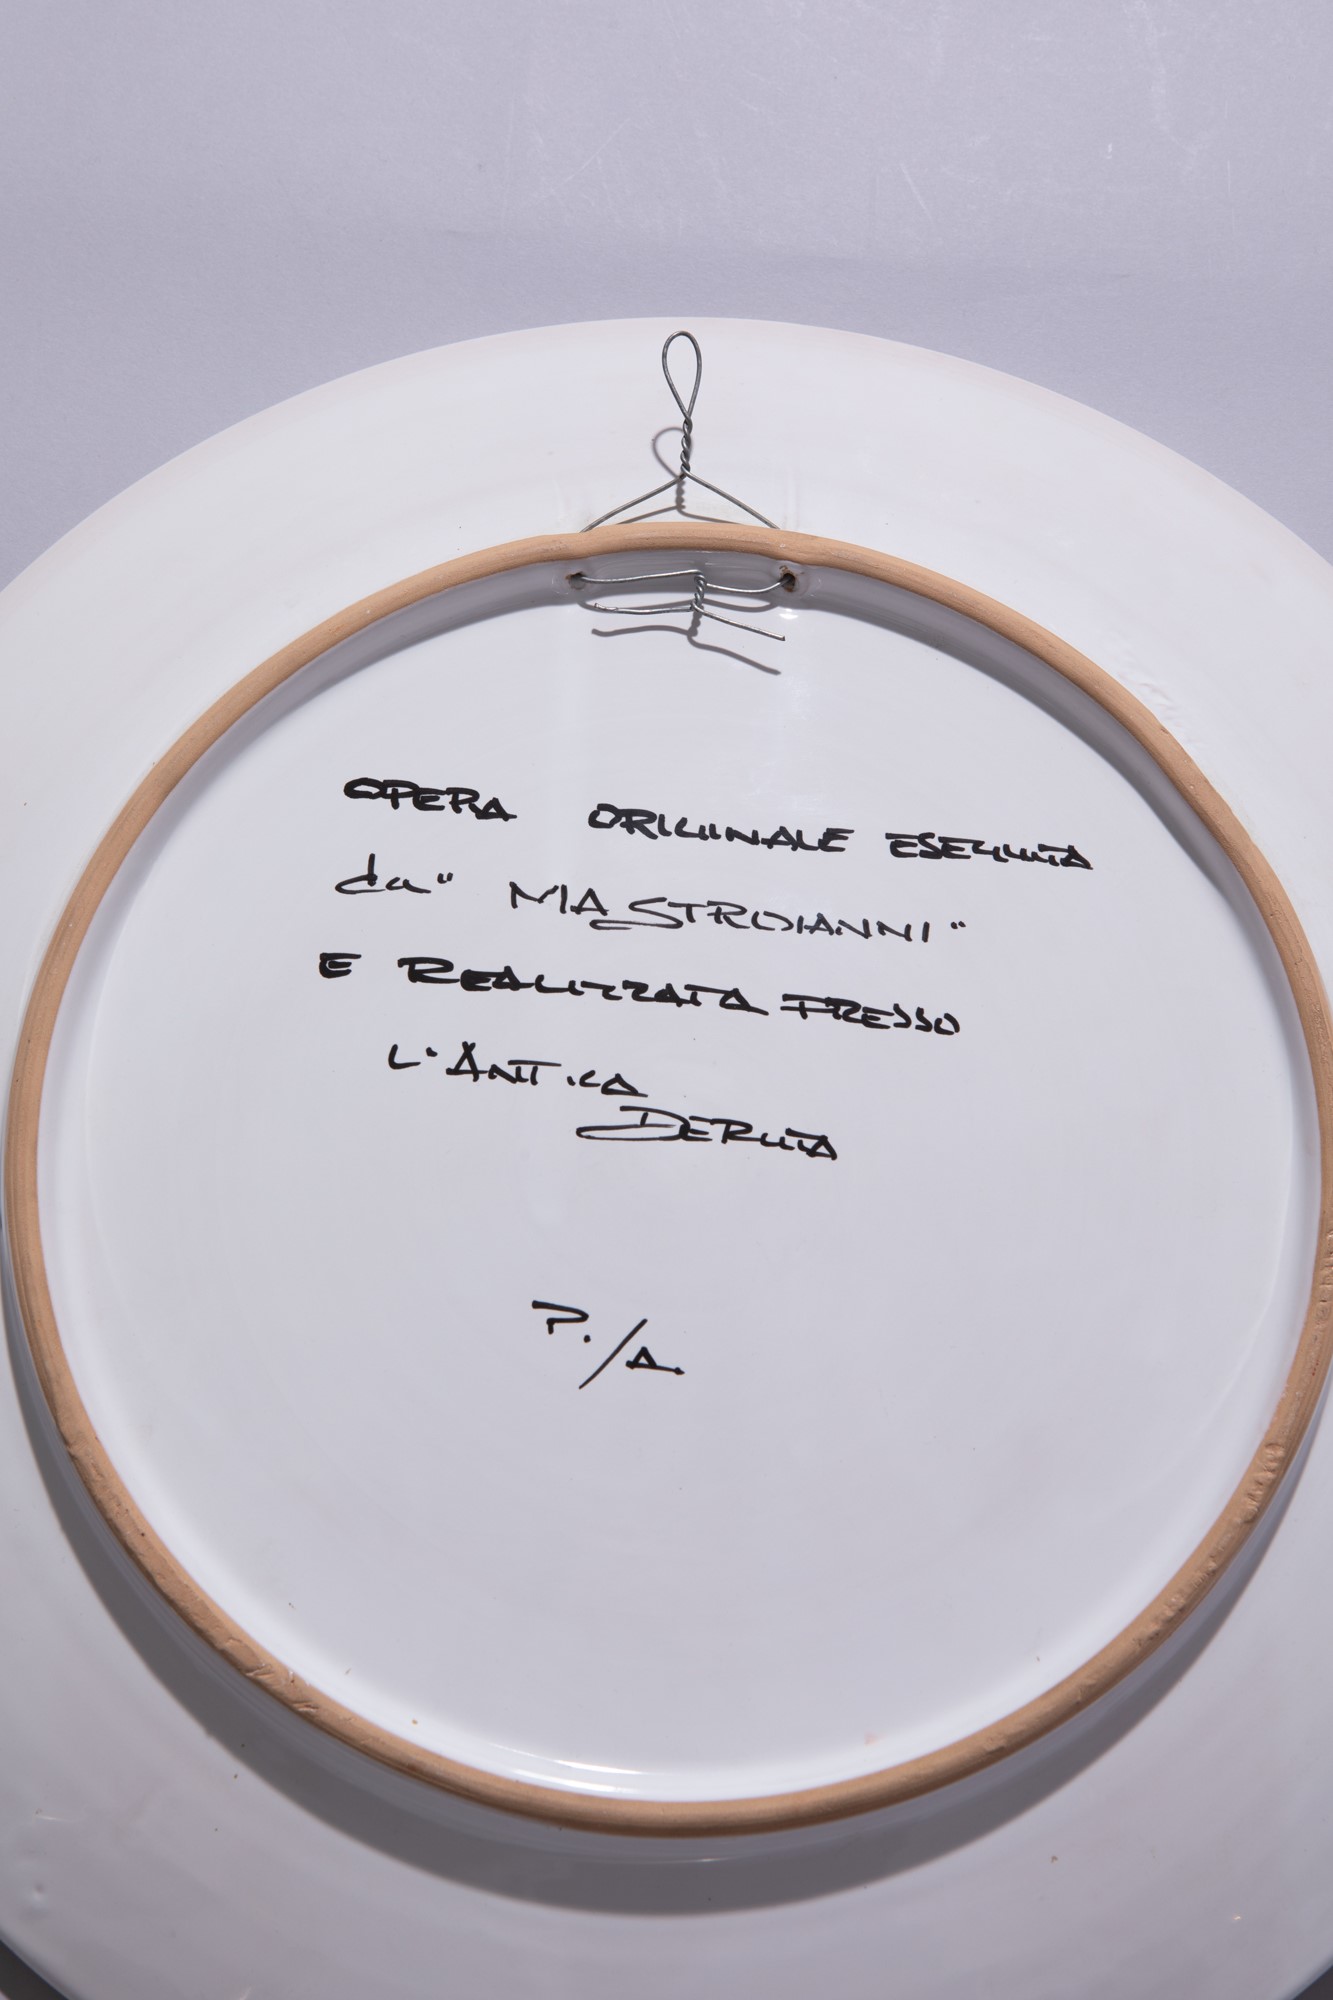 OPERA ORIGINALE ESEGUITA
da " MASTROIANNI "
E REALIZZATA PRESSO
L'ANTICA
DERUTA
P./A.